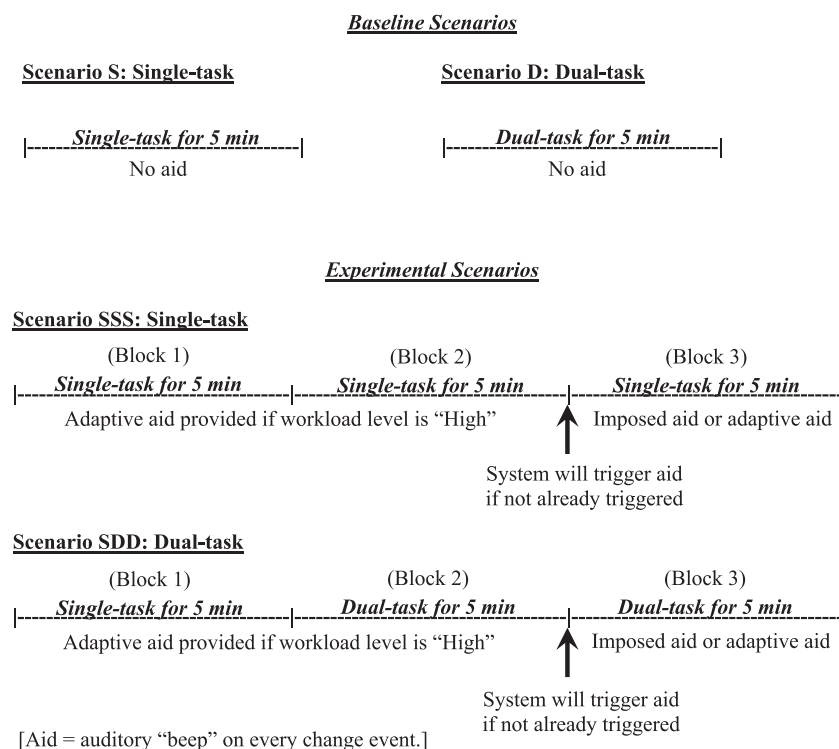 Baseline Scenarios
Scenario S: Single-task
Scenario D: Dual-task
Single-task for 5 min
Dual-task for 5 min
No aid
No aid
Experimental Scenarios
Scenario SSS: Single-task
(Block 1)
(Block 2)
(Block 3)
Single-task for 5 min
Single-task for 5 min
Single-task for 5 min
Adaptive aid provided if workload level is “High”
Imposed aid or adaptive aid
System will trigger aid
if not already triggered
Scenario SDD: Dual-task
(Block 1)
(Block 2)
(Block 3)
Single-task for 5 min
Dual-task for 5 min
Dual-task for 5 min
Adaptive aid provided if workload level is “High”
Imposed aid or adaptive aid
System will trigger aid
if not already triggered
[Aid = auditory “beep” on every change event.]